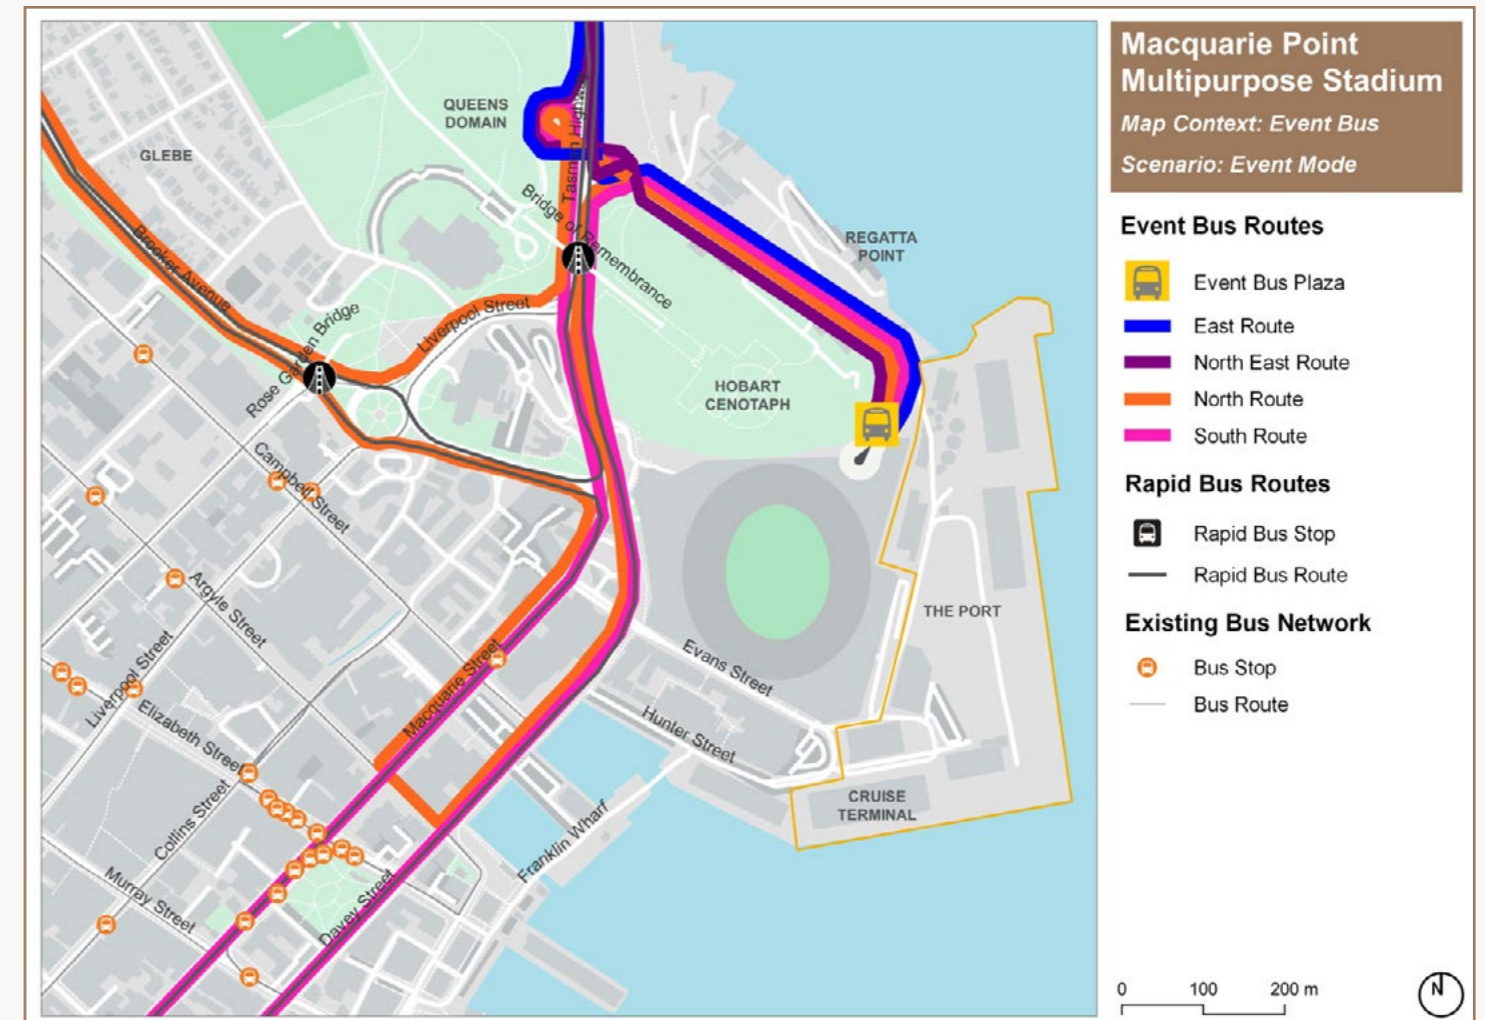 Macquarie Point
Multipurpose Stadium
Map Context: Event Bus
Scenario: Event Mode
Event Bus Routes
Event Bus Plaza
East Route
North East Route
North Route
South Route
Rapid Bus Routes
Rapid Bus Stop
Rapid Bus Route
Existing Bus Network
Bus Stop
Bus Route
0 100 200 m
N
QUEENS
DOMAIN
GLEBE
Tasman Highway
Bridge of Remembrance
REGATTA
POINT
Brooker Avenue
Liverpool Street
Rose Garden Bridge
HOBART
CENOTAPH
Campbell Street
Argyle Street
THE PORT
Evans Street
Liverpool Street
Macquarie Street
Elizabeth Street
Hunter Street
Collins Street
CRUISE
TERMINAL
Franklin Wharf
Murray Street
Davey Street